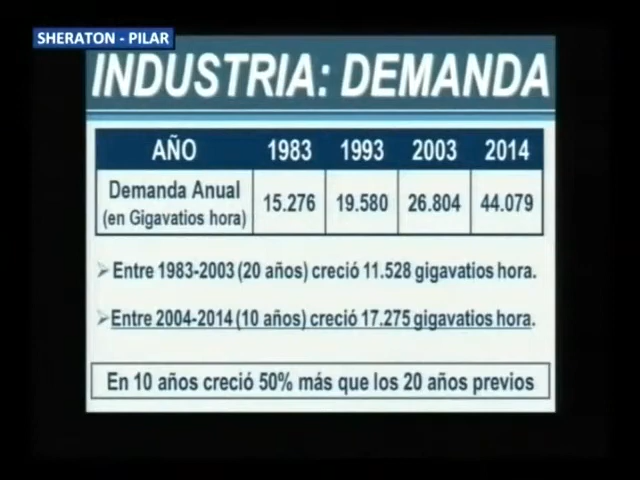 SHERATON - PILAR
INDUSTRIA: DEMANDA
AÑO 1983 1993 2003 2014
Demanda Anual
(en Gigavatios hora) 15.276 19.580 26.804 44.079
➢Entre 1983-2003 (20 años) creció 11.528 gigavatios hora.
➢Entre 2004-2014 (10 años) creció 17.275 gigavatios hora.
En 10 años creció 50% más que los 20 años previos